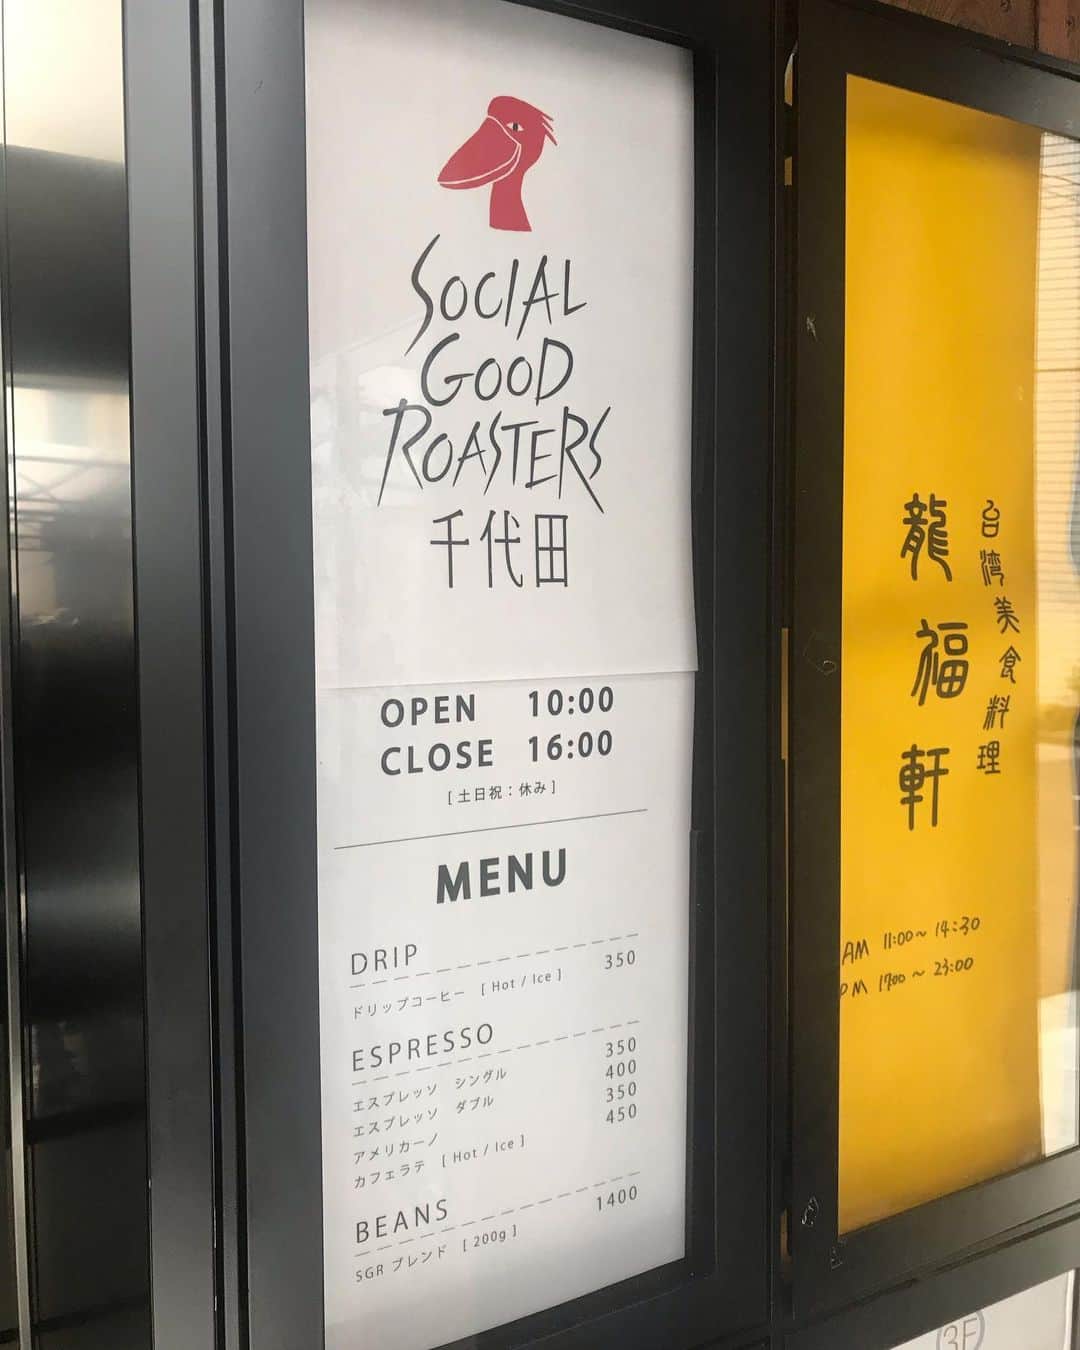 SOCIAL
GOOD
ROASTERS
千代田
OPEN 10:00
CLOSE 16:00
[ 土日祝：休み ]
MENU
DRIP
ドリップコーヒー [ Hot / Ice ] 350
ESPRESSO
エスプレッソ シングル 350
エスプレッソ ダブル 400
アメリカーノ 350
カフェラテ [ Hot / Ice ] 450
BEANS
SGR ブレンド [ 200g ] 1400
台湾美食料理
龍福軒
AM 11:00～14:30
PM 17:00～23:00
3F